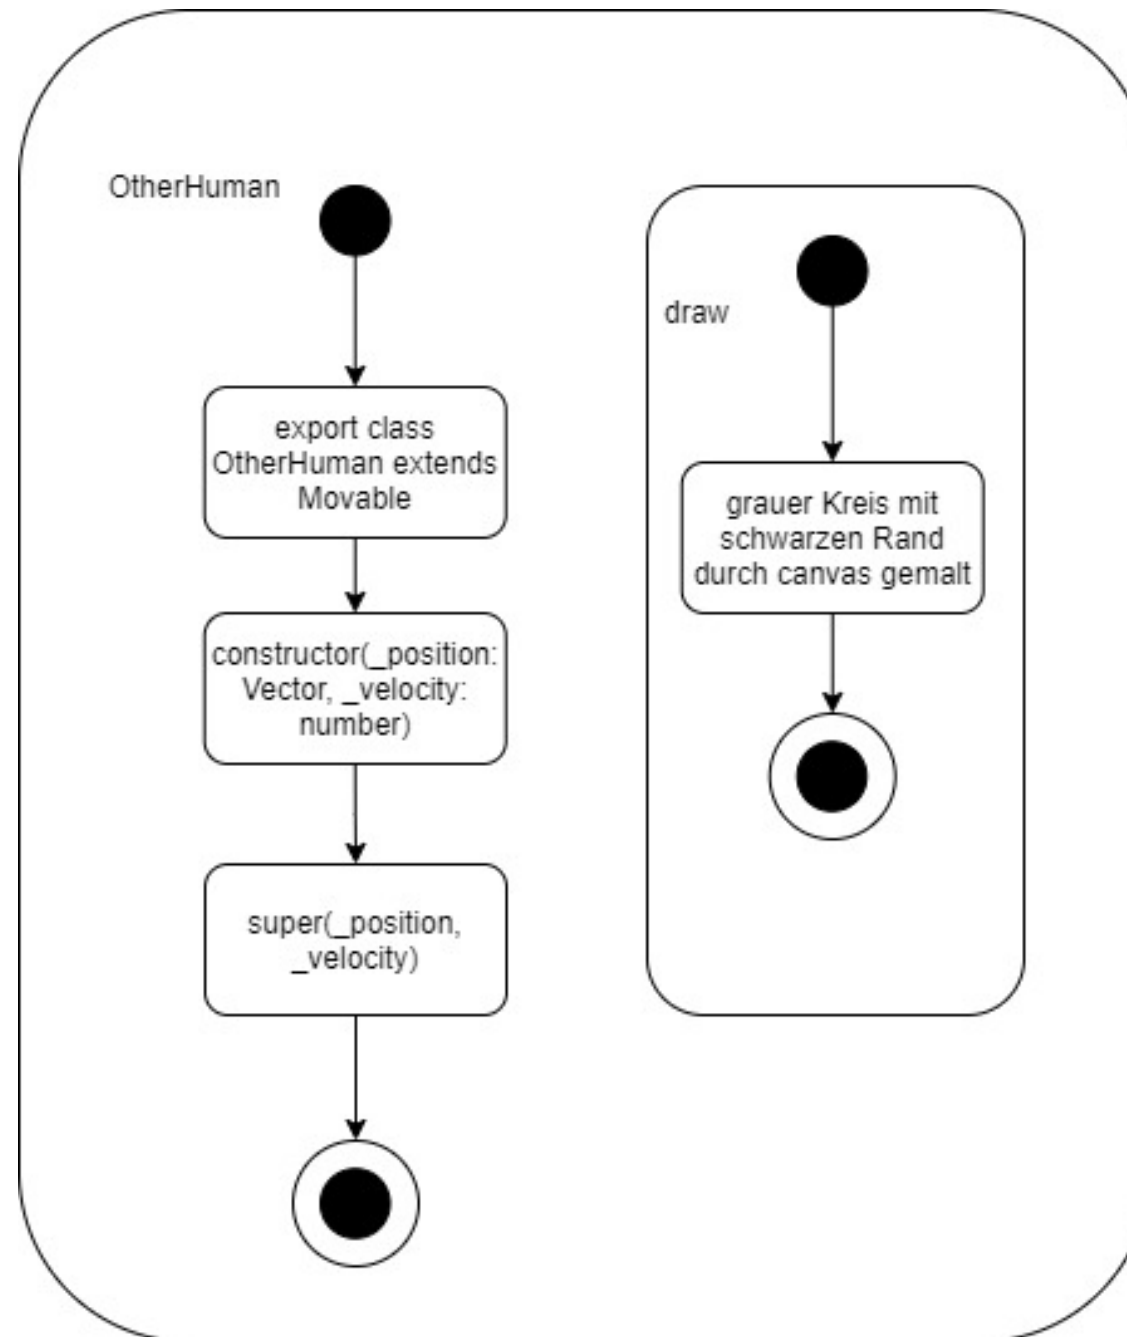 OtherHuman
export class
OtherHuman extends
Movable
constructor(_position:
Vector, _velocity:
number)
super(_position,
_velocity)
draw
grauer Kreis mit
schwarzen Rand
durch canvas gemalt